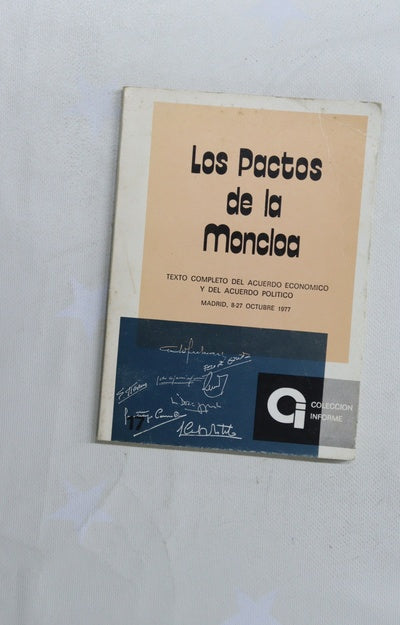 Los Pactos
de la
Moncloa
TEXTO COMPLETO DEL ACUERDO ECONOMICO
Y DEL ACUERDO POLITICO
MADRID, 8-27 OCTUBRE 1977
17
COLECCION
INFORME